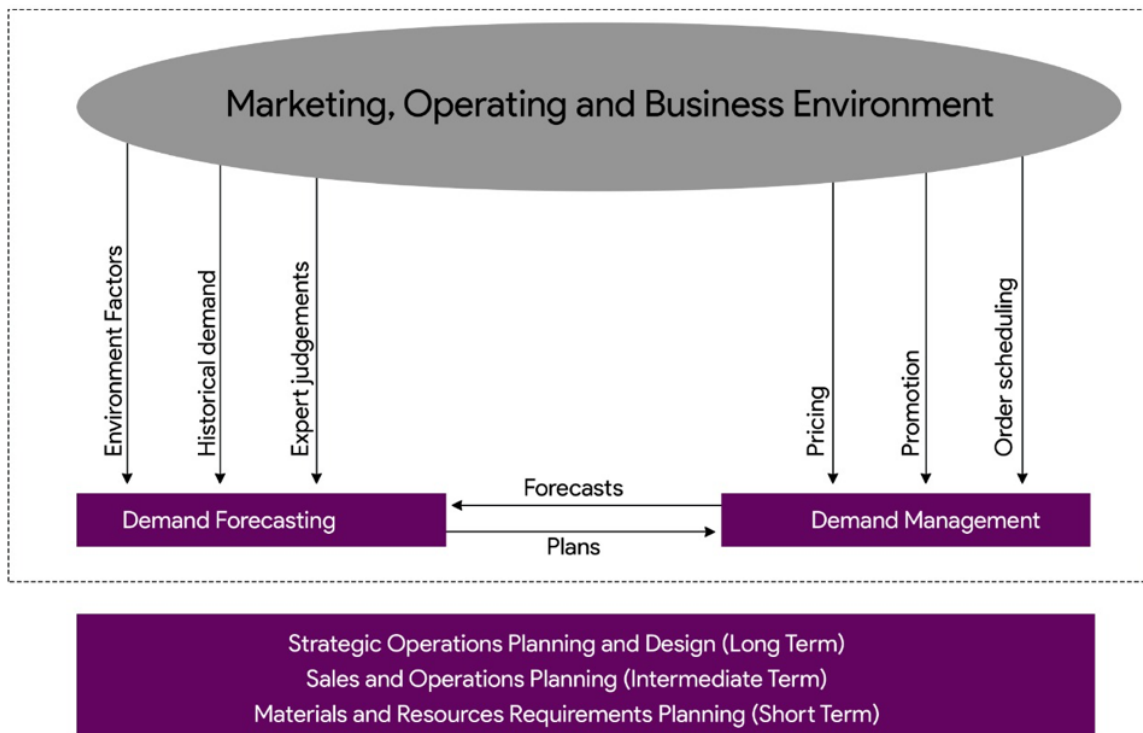 Marketing, Operating and Business Environment
Environment Factors
Historical demand
Expert judgements
Pricing
Promotion
Order scheduling
Forecasts
Demand Forecasting
Demand Management
Plans
Strategic Operations Planning and Design (Long Term)
Sales and Operations Planning (Intermediate Term)
Materials and Resources Requirements Planning (Short Term)